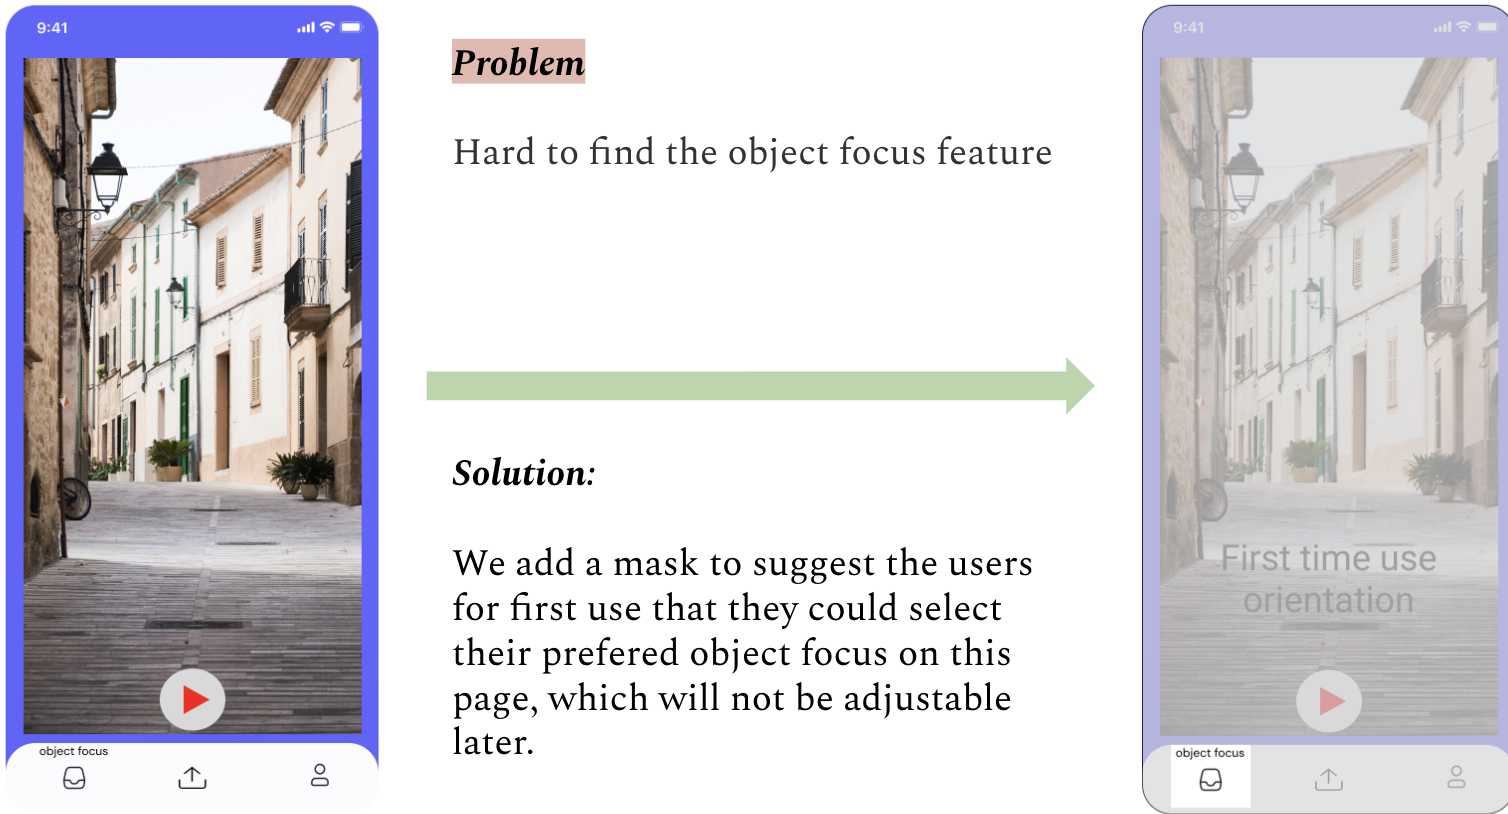 9:41
object focus
Problem
Hard to find the object focus feature
Solution:
We add a mask to suggest the users
for first use that they could select
their prefered object focus on this
page, which will not be adjustable
later.
9:41
First time use
orientation
object focus